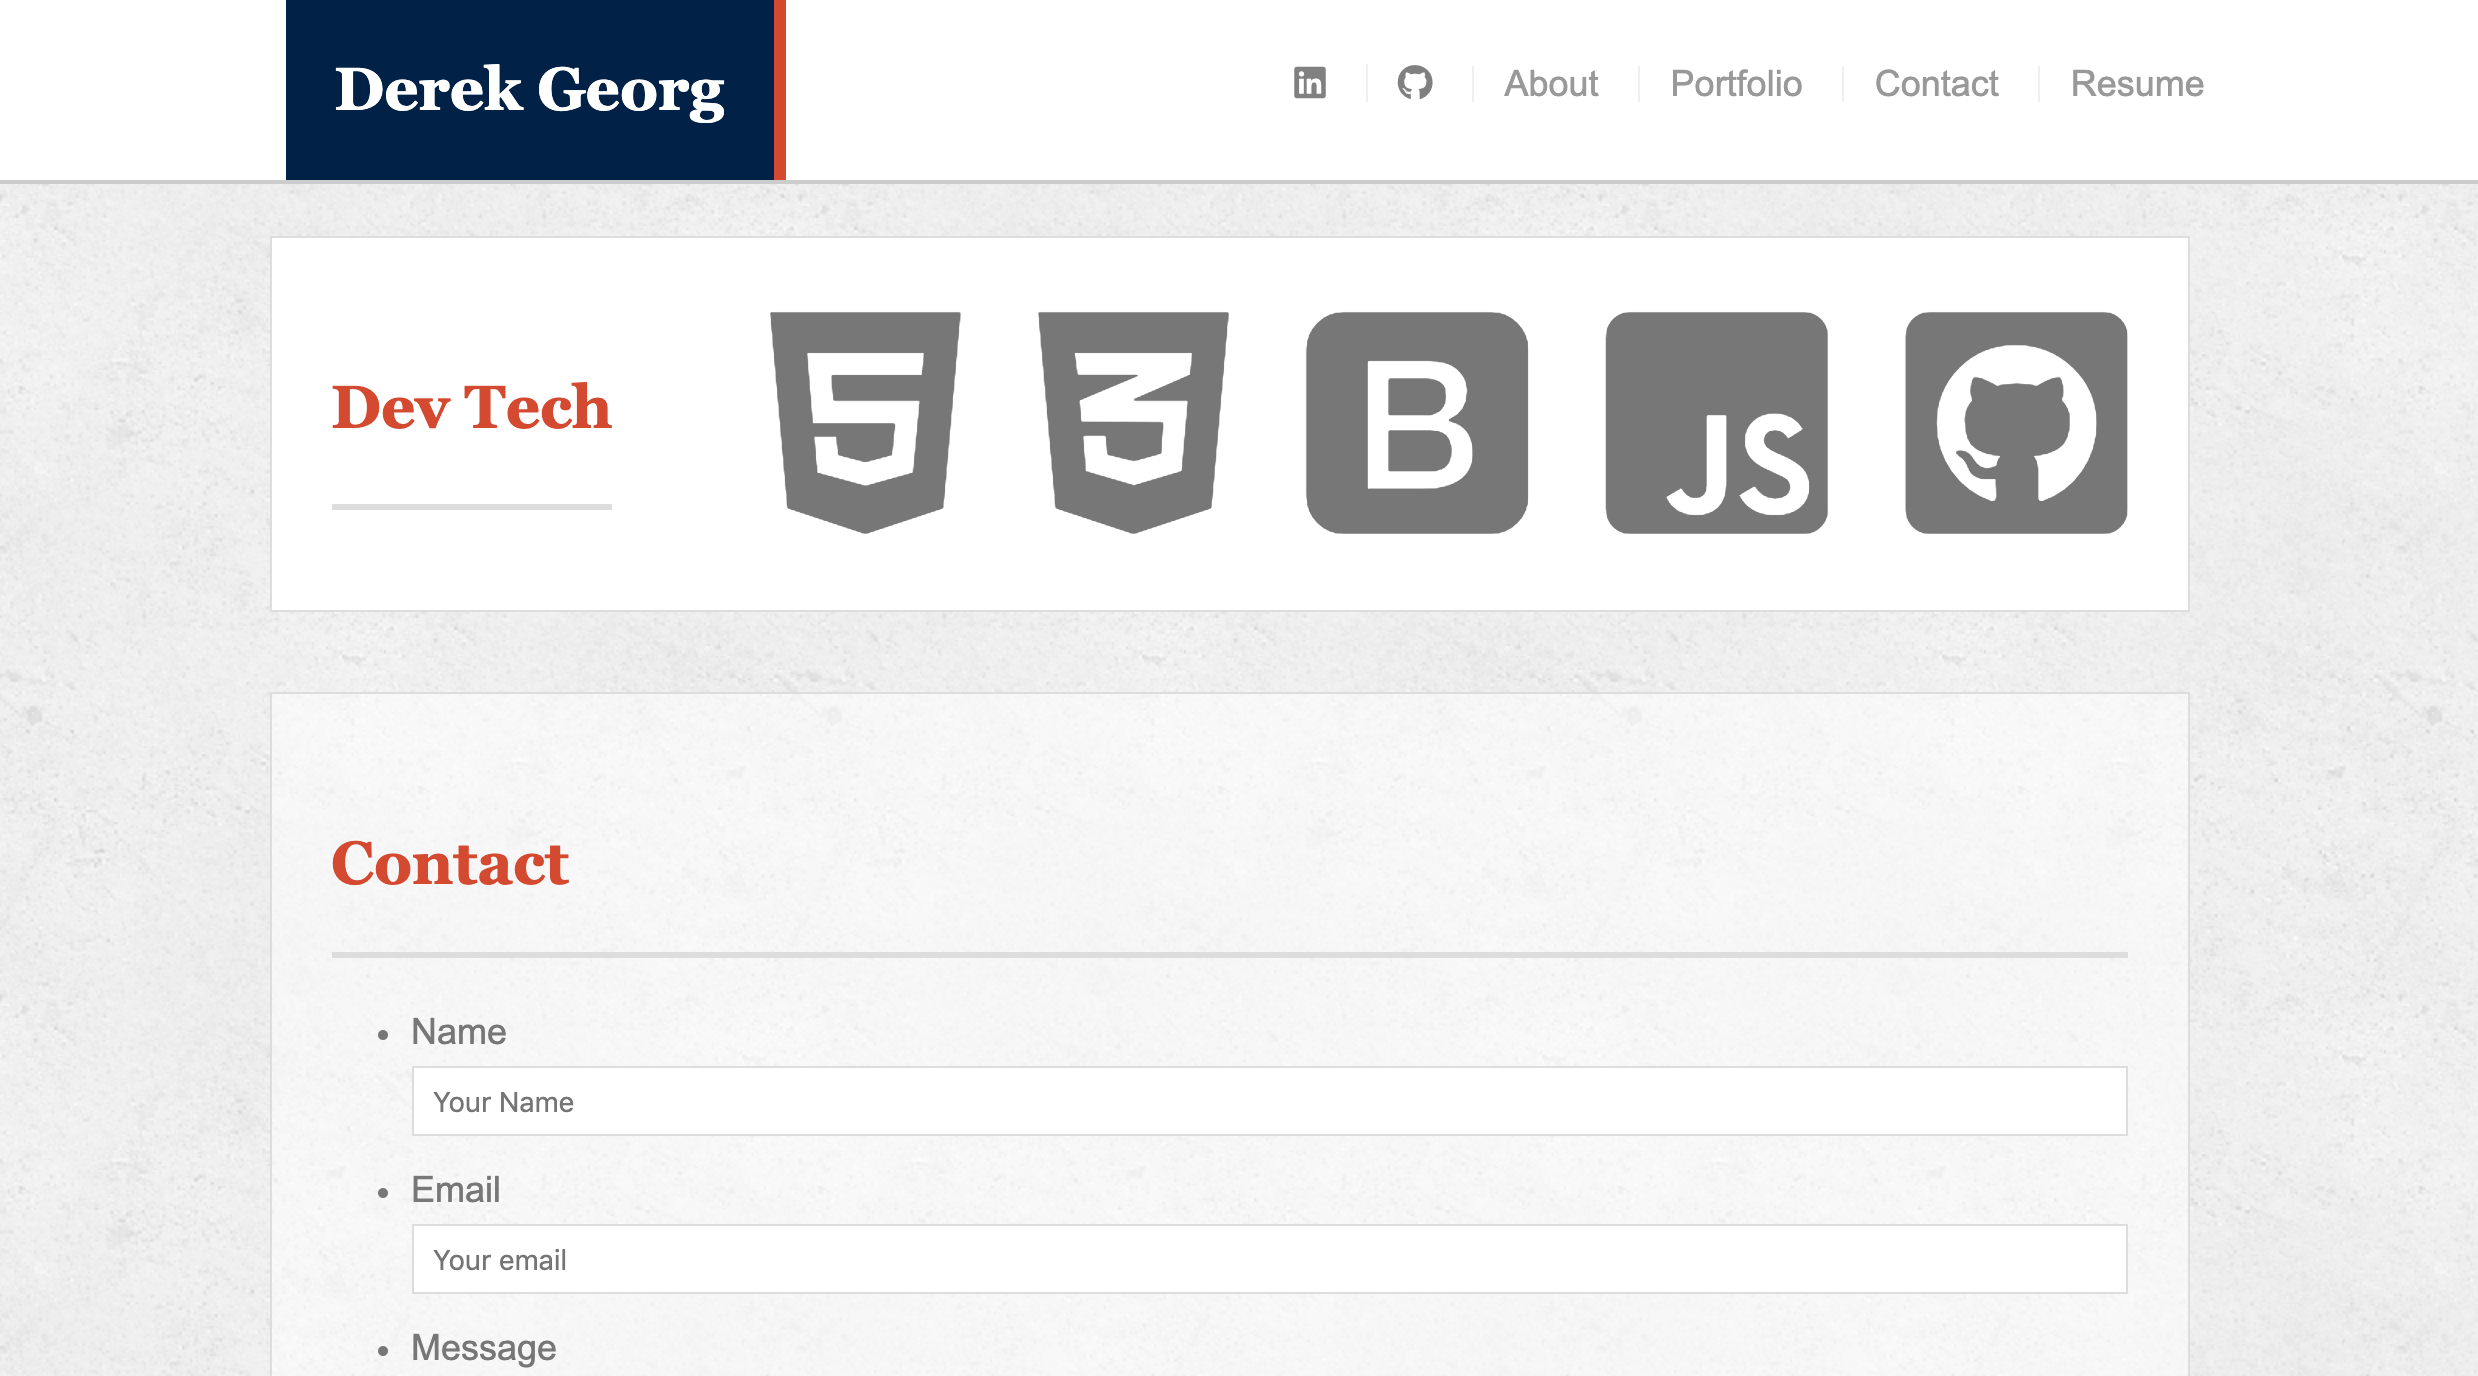 Derek Georg
in
About
Portfolio
Contact
Resume
Dev Tech
5
3
B
JS
Contact
Name
Your Name
Email
Your email
Message